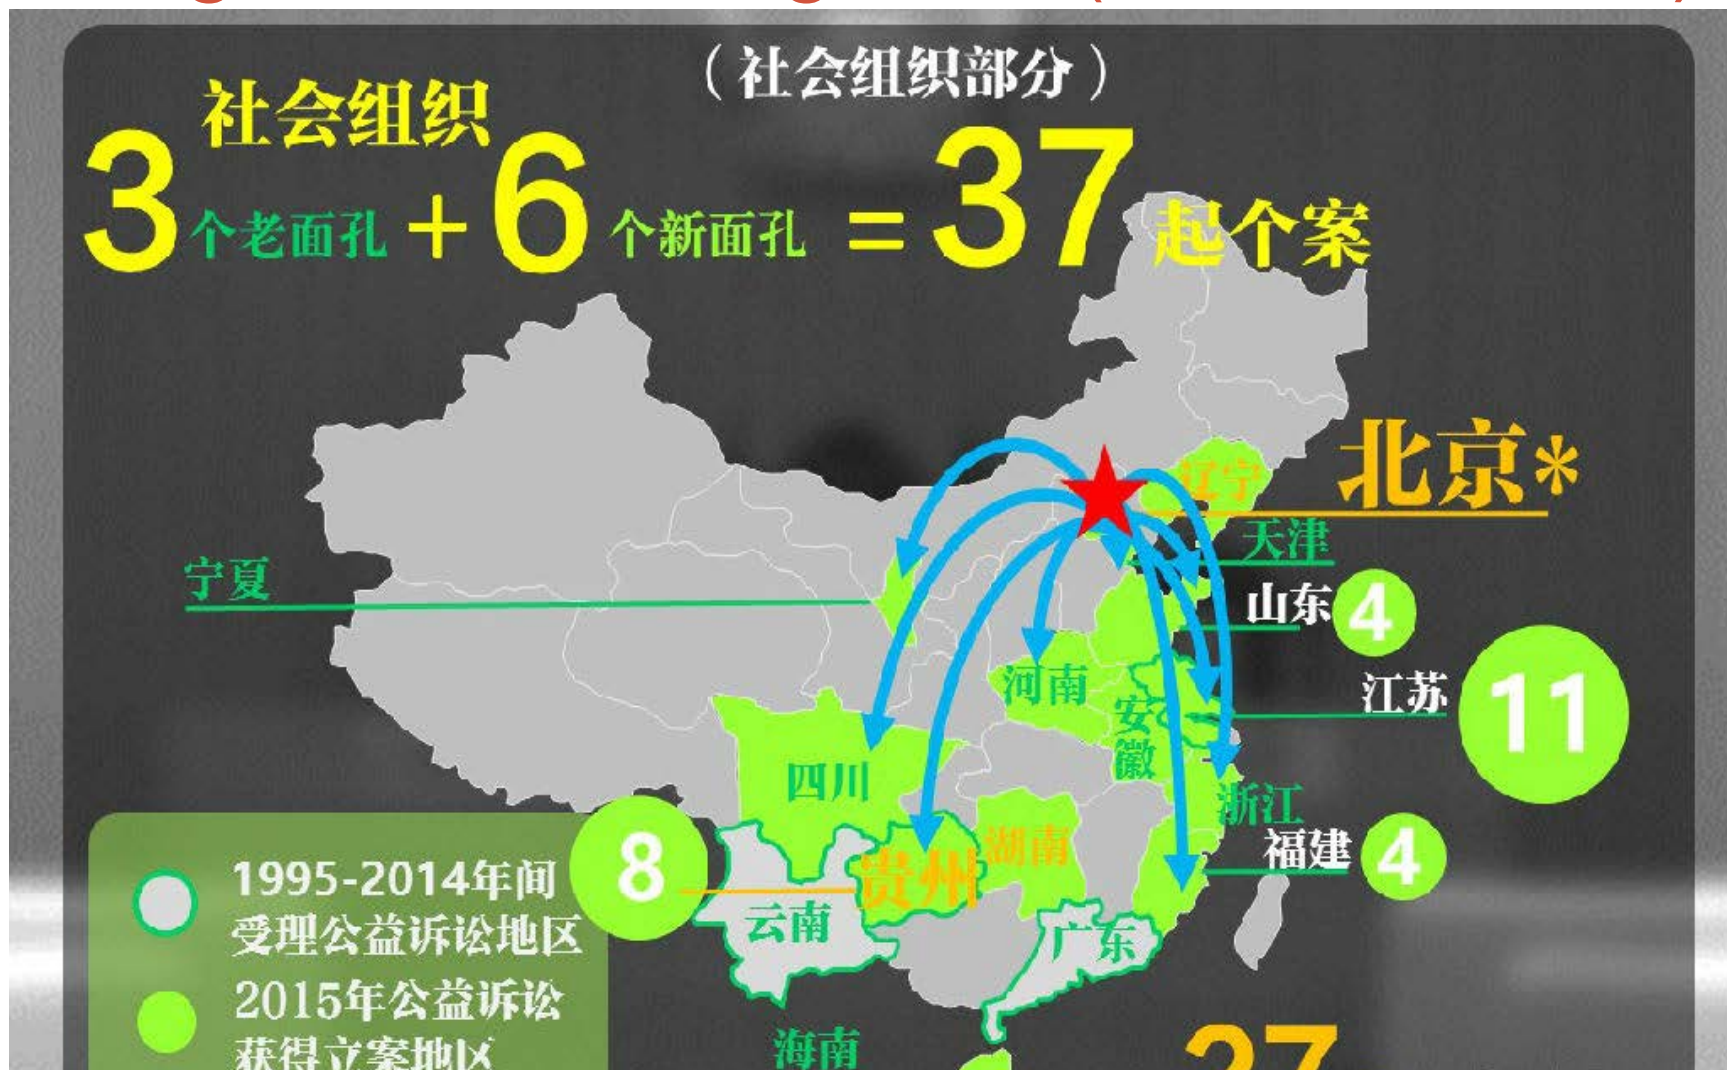 （社会组织部分）
社会组织
3个老面孔+6个新面孔=37起个案
北京*
辽宁
天津
宁夏
山东 4
江苏 11
河南
安徽
四川
浙江
福建 4
8
贵州
湖南
云南
广东
1995-2014年间
受理公益诉讼地区
2015年公益诉讼
获得立案地区
海南
37